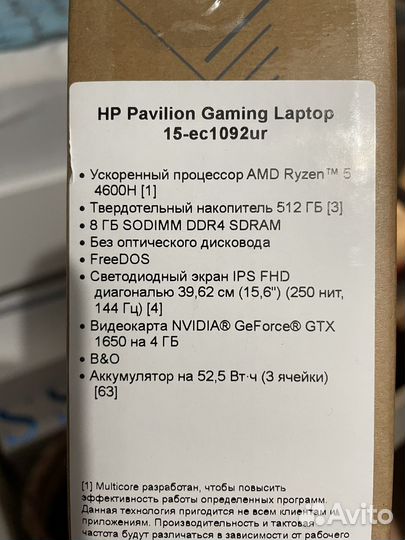 HP Pavilion Gaming Laptop
15-ec1092ur
• Ускоренный процессор AMD Ryzen™ 5
4600H [1]
• Твердотельный накопитель 512 ГБ [3]
• 8 ГБ SODIMM DDR4 SDRAM
• Без оптического дисковода
• FreeDOS
• Светодиодный экран IPS FHD
диагональю 39,62 см (15,6") (250 нит,
144 Гц) [4]
• Видеокарта NVIDIA® GeForce® GTX
1650 на 4 ГБ
• B&O
• Аккумулятор на 52,5 Вт·ч (3 ячейки)
[63]
[1] Multicore разработан, чтобы повысить
эффективность работы определенных программ.
Данная технология пригодится не всем клиентам и
приложениям. Производительность и тактовая
частота будут различаться в зависимости от рабочего
Avito